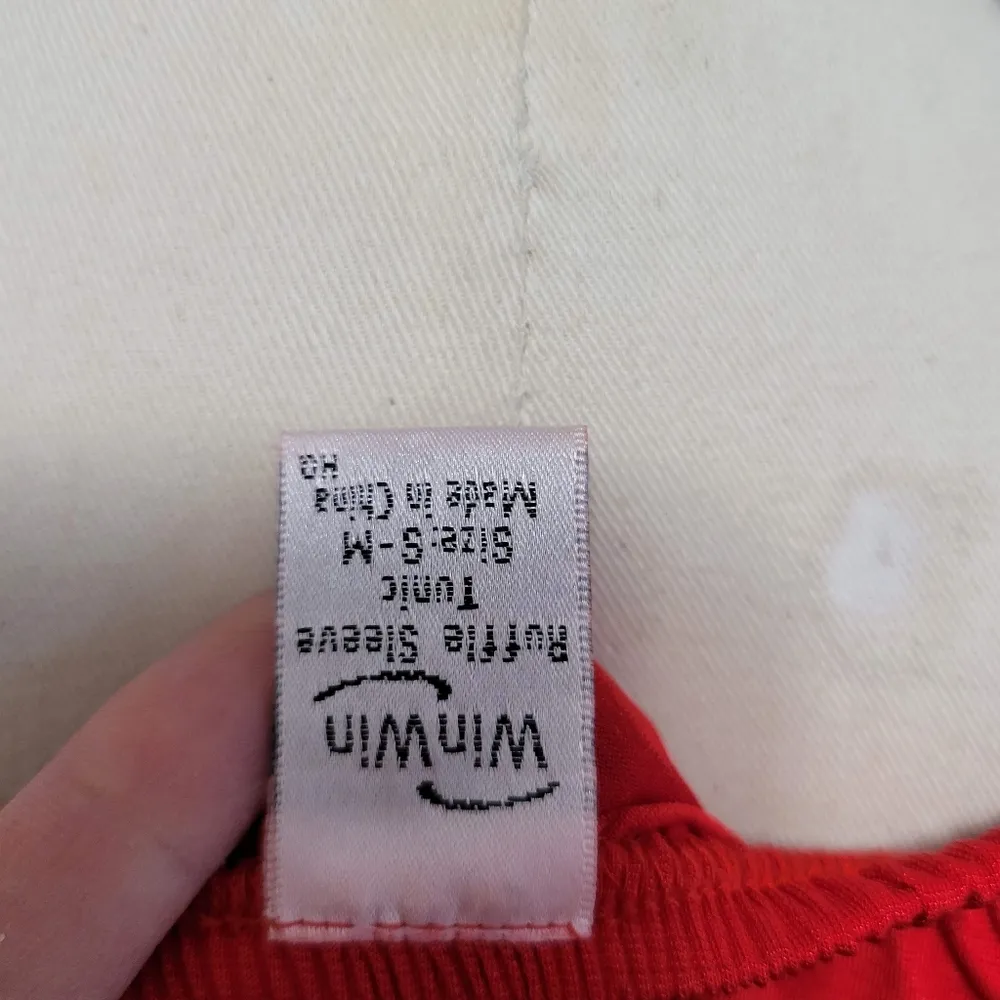 WinWin
Ruffle Sleeve
Tunic
Size: S-M
Made in China
HQ